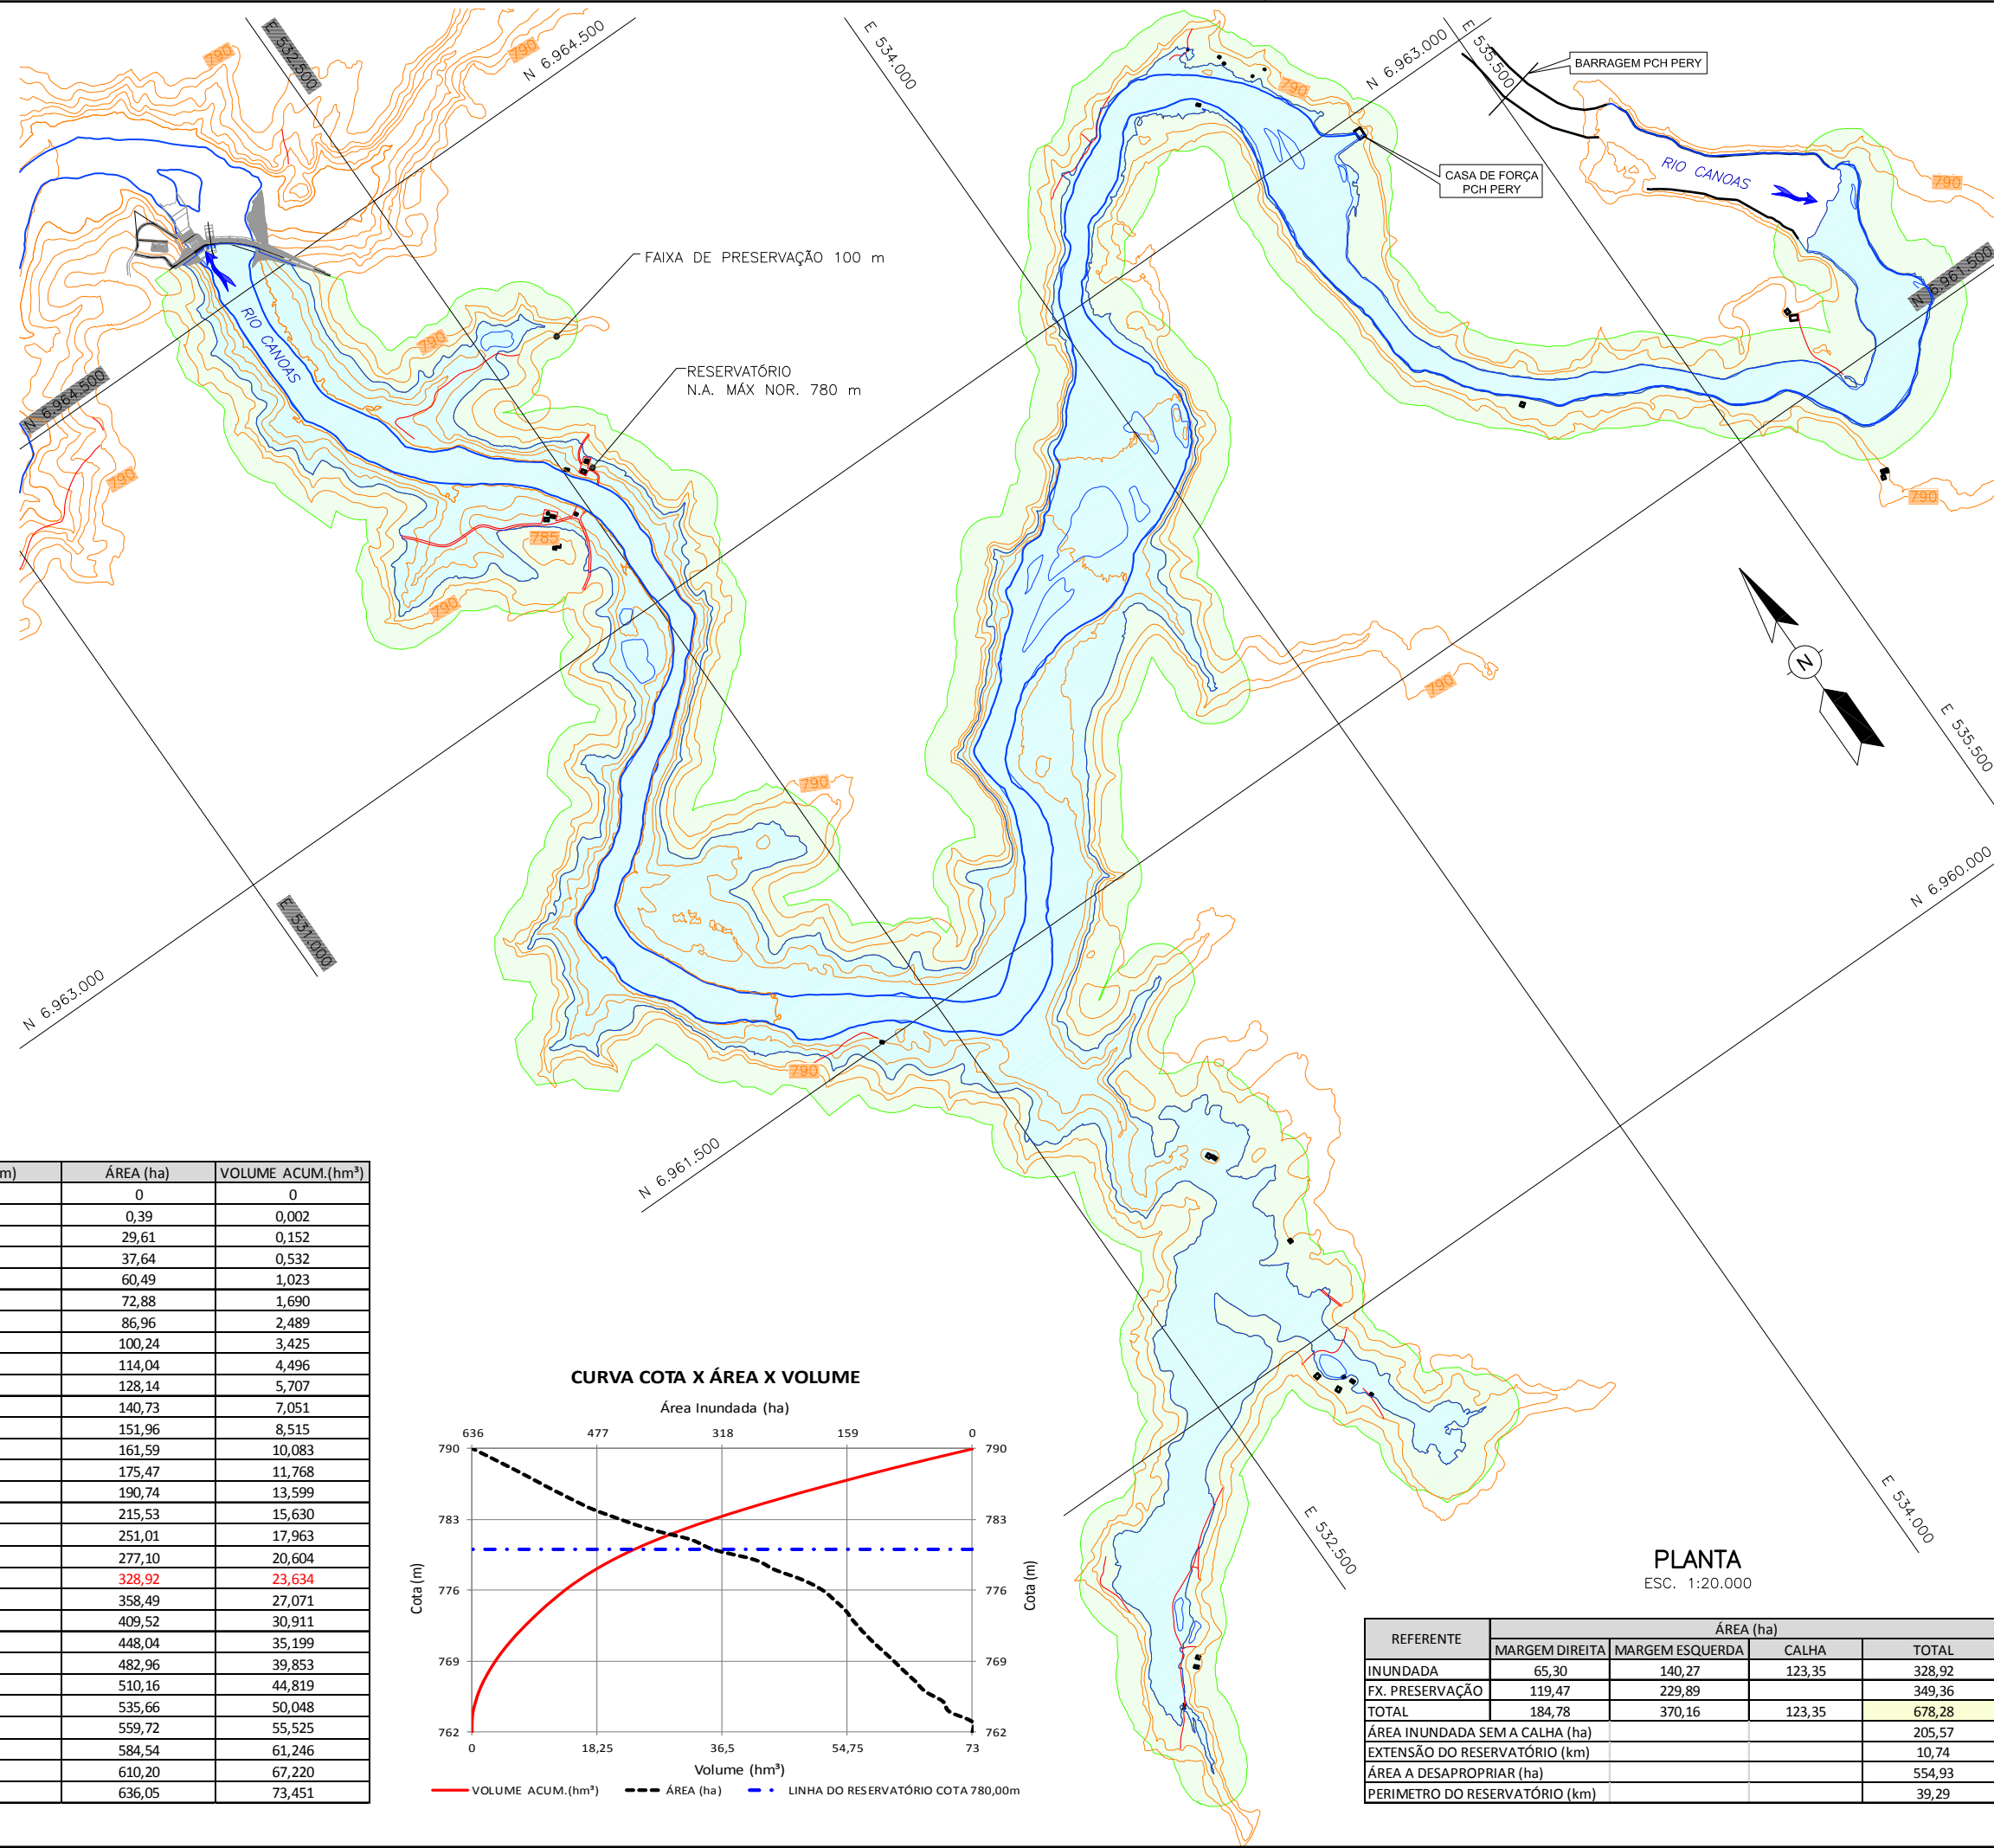 790
E 532.500
790
N 6.964.500
E 534.000
N 6.963.000
E 535.500
BARRAGEM PCH PERY
790
CASA DE FORÇA
PCH PERY
RIO CANOAS
790
N 6.961.500
FAIXA DE PRESERVAÇÃO 100 m
RIO CANOAS
790
RESERVATÓRIO
N.A. MÁX NOR. 780 m
N 6.964.500
790
790
785
790
N
790
E 535.500
790
N 6.960.000
E 531.000
N 6.963.000
790
N 6.961.500
E 532.500
E 534.000
m) ÁREA (ha) VOLUME ACUM.(hm³)
0 0
0,39 0,002
29,61 0,152
37,64 0,532
60,49 1,023
72,88 1,690
86,96 2,489
100,24 3,425
114,04 4,496
128,14 5,707
140,73 7,051
151,96 8,515
161,59 10,083
175,47 11,768
190,74 13,599
215,53 15,630
251,01 17,963
277,10 20,604
328,92 23,634
358,49 27,071
409,52 30,911
448,04 35,199
482,96 39,853
510,16 44,819
535,66 50,048
559,72 55,525
584,54 61,246
610,20 67,220
636,05 73,451
CURVA COTA X ÁREA X VOLUME
Área Inundada (ha)
636 477 318 159 0
790 790
783 783
776 776
769 769
762 762
Cota (m)
Cota (m)
0 18,25 36,5 54,75 73
Volume (hm³)
VOLUME ACUM.(hm³) ÁREA (ha) LINHA DO RESERVATÓRIO COTA 780,00m
PLANTA
ESC. 1:20.000
REFERENTE ÁREA (ha)
MARGEM DIREITA MARGEM ESQUERDA CALHA TOTAL
INUNDADA 65,30 140,27 123,35 328,92
FX. PRESERVAÇÃO 119,47 229,89 349,36
TOTAL 184,78 370,16 123,35 678,28
ÁREA INUNDADA SEM A CALHA (ha) 205,57
EXTENSÃO DO RESERVATÓRIO (km) 10,74
ÁREA A DESAPROPRIAR (ha) 554,93
PERIMETRO DO RESERVATÓRIO (km) 39,29